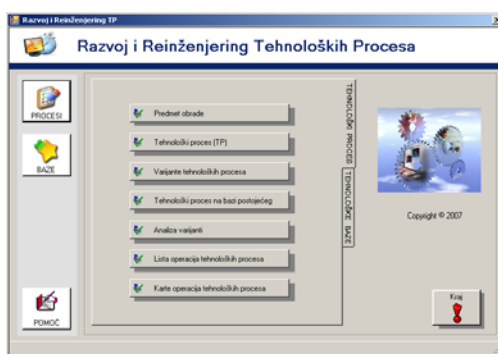 Razvoj i Reinženjering TP
Razvoj i Reinženjering Tehnoloških Procesa
PROCESI
BAZE
POMOĆ
Predmet obrade
Tehnološki proces (TP)
Varijante tehnoloških procesa
Tehnološki proces na bazi postojećeg
Analiza varijanti
Lista operacija tehnoloških procesa
Karte operacija tehnoloških procesa
TEHNOLOŠKI PROCESI
TEHNOLOŠKE BAZE
Copyright © 2007
Kraj